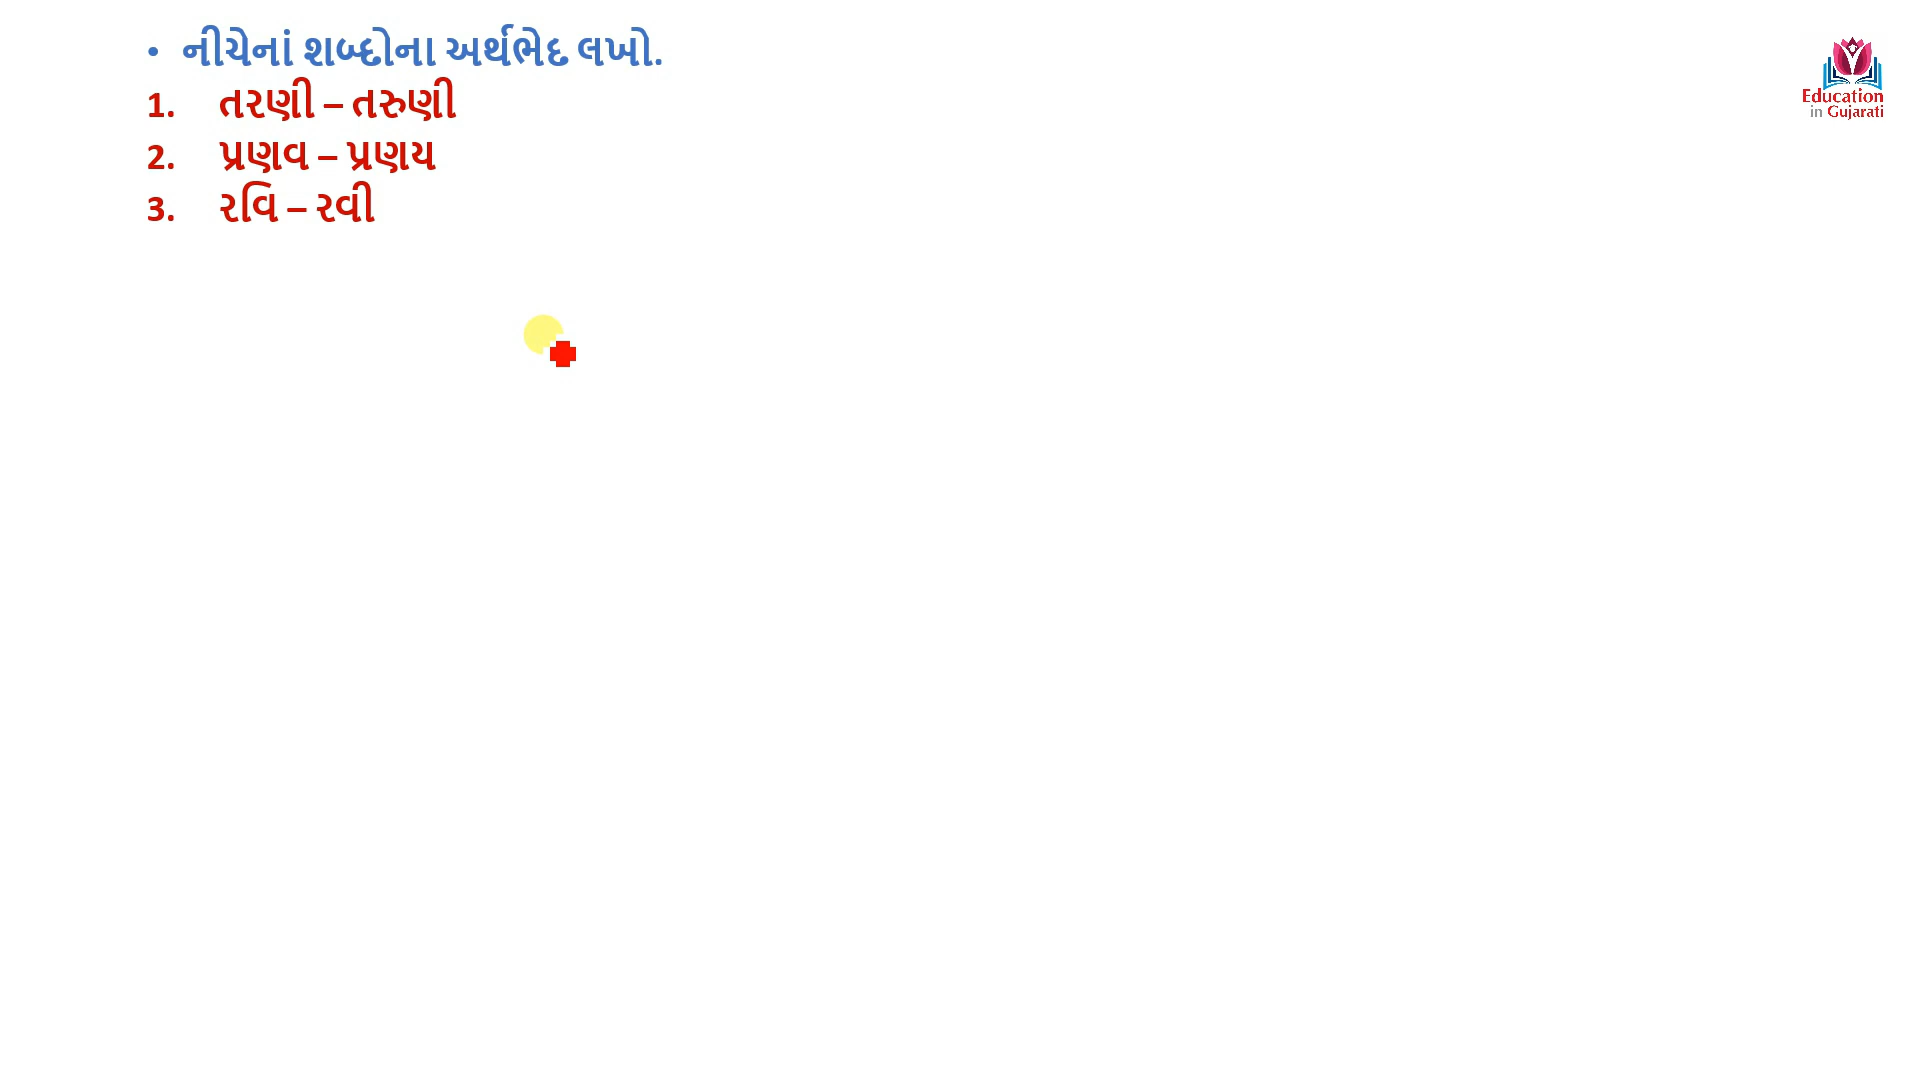 • નીચેનાં શબ્દોના અર્થભેદ લખો.
1. તરણી – તરુણી
2. પ્રણવ – પ્રણય
3. રવિ – રવી
Education
in Gujarati